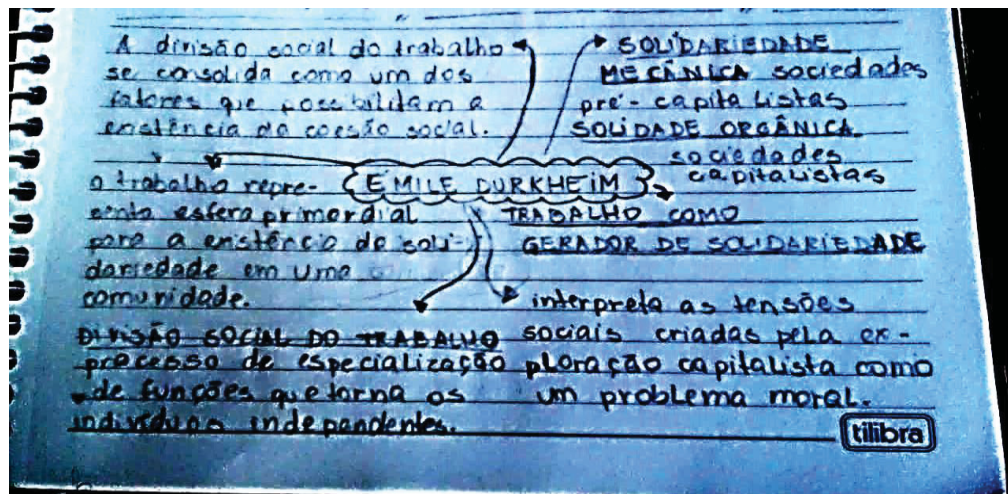 A divisão social do trabalho
se consolida como um dos
fatores que possibilitam a
existência da coesão social.
SOLIDARIEDADE
MECÂNICA sociedades
pré-capitalistas
SOLIDADE ORGÂNICA
sociedades
capitalistas
ÉMILE DURKHEIM
o trabalho repre-
senta esfera primordial
para a existência de soli-
dariedade em uma
comunidade.
TRABALHO COMO
GERADOR DE SOLIDARIEDADE
DIVISÃO SOCIAL DO TRABALHO
processo de especialização
de funções que torna os
indivíduos independentes.
interpreta as tensões
sociais criadas pela ex-
ploração capitalista como
um problema moral.
tilibra